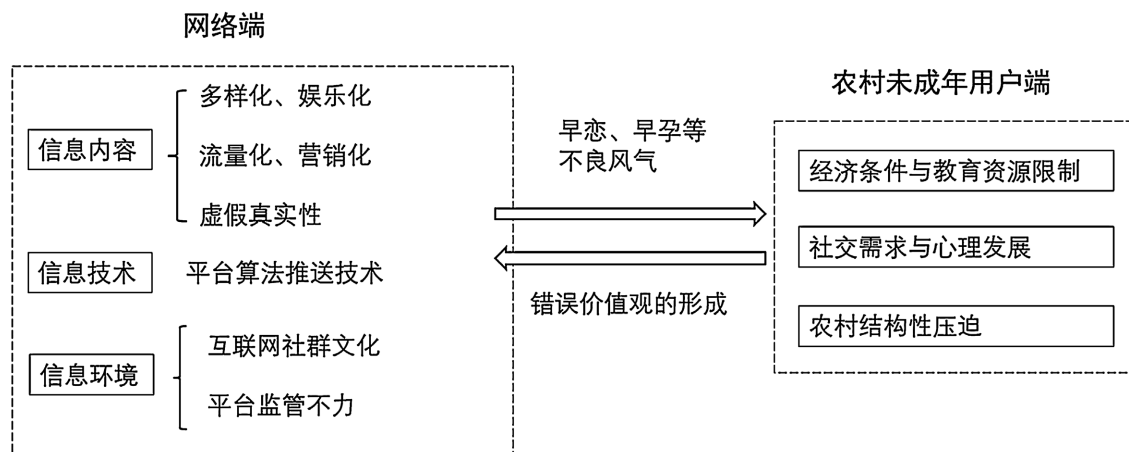 网络端
信息内容
多样化、娱乐化
流量化、营销化
虚假真实性
信息技术
平台算法推送技术
信息环境
互联网社群文化
平台监管不力
早恋、早孕等
不良风气
错误价值观的形成
农村未成年用户端
经济条件与教育资源限制
社交需求与心理发展
农村结构性压迫